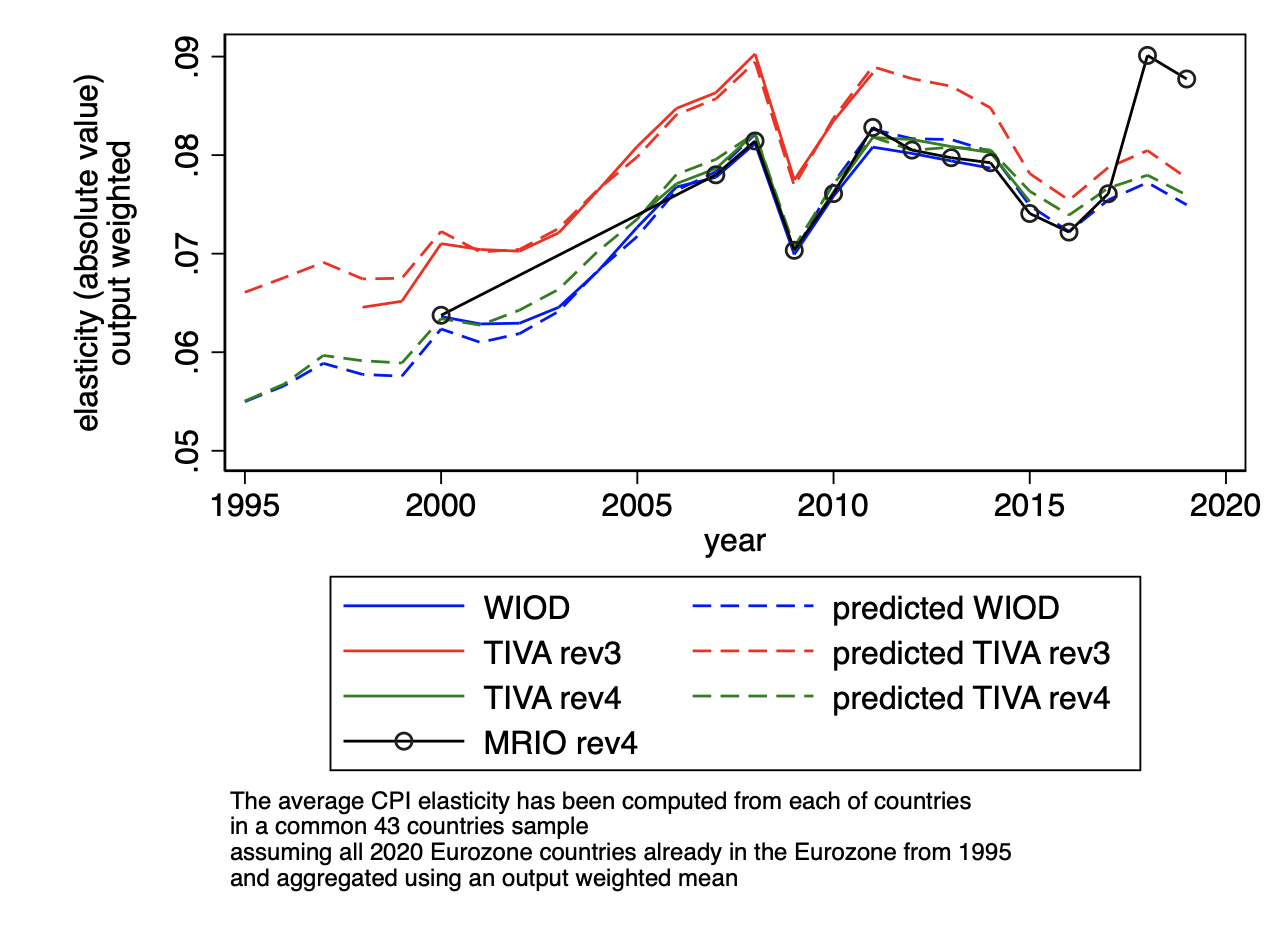 elasticity (absolute value)
output weighted
.09
.08
.07
.06
.05
1995
2000
2005
2010
2015
2020
year
WIOD
predicted WIOD
TIVA rev3
predicted TIVA rev3
TIVA rev4
predicted TIVA rev4
MRIO rev4
The average CPI elasticity has been computed from each of countries
in a common 43 countries sample
assuming all 2020 Eurozone countries already in the Eurozone from 1995
and aggregated using an output weighted mean